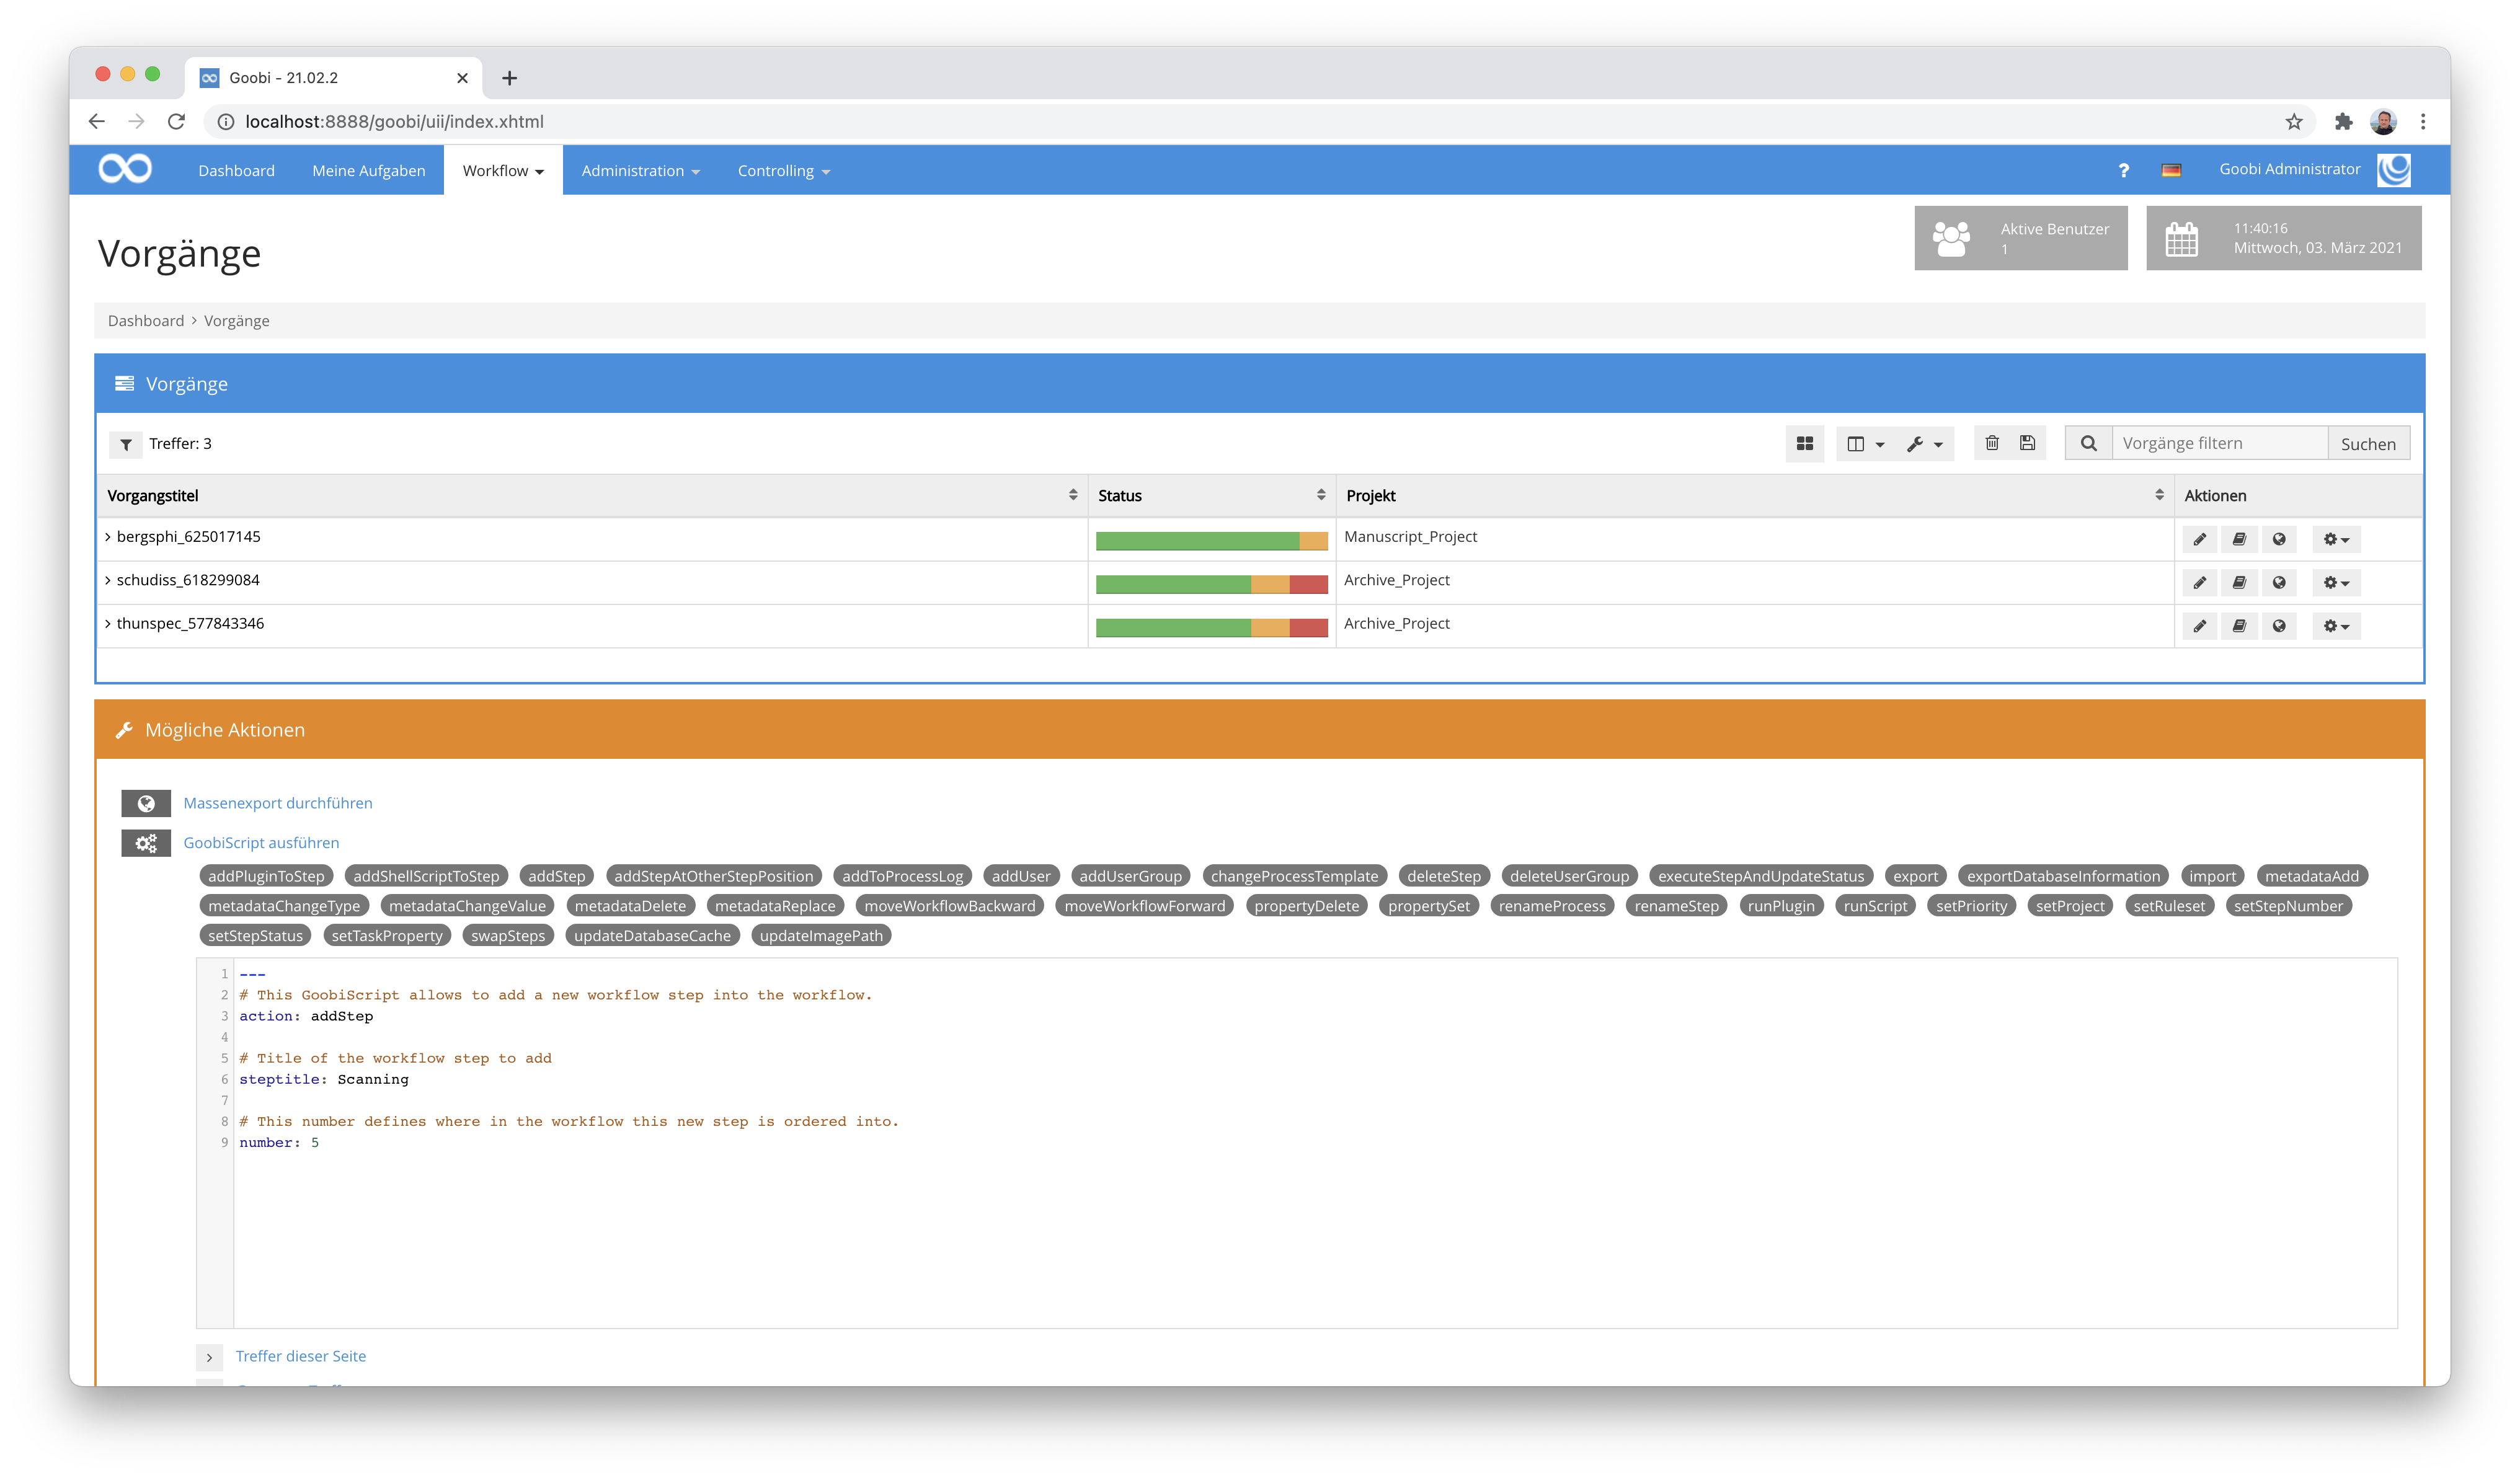 Goobi - 21.02.2
localhost:8888/goobi/uii/index.xhtml
Dashboard Meine Aufgaben Workflow Administration Controlling ? Goobi Administrator
Vorgänge
Aktive Benutzer
1
11:40:16
Mittwoch, 03. März 2021
Dashboard > Vorgänge
Vorgänge
Treffer: 3 Vorgänge filtern Suchen
Vorgangstitel Status Projekt Aktionen
bergsphi_625017145 Manuscript_Project
schudiss_618299084 Archive_Project
thunspec_577843346 Archive_Project
Mögliche Aktionen
Massenexport durchführen
GoobiScript ausführen
addPluginToStep addShellScriptToStep addStep addStepAtOtherStepPosition addToProcessLog addUser addUserGroup changeProcessTemplate deleteStep deleteUserGroup executeStepAndUpdateStatus export exportDatabaseInformation import metadataAdd
metadataChangeType metadataChangeValue metadataDelete metadataReplace moveWorkflowBackward moveWorkflowForward propertyDelete propertySet renameProcess renameStep runPlugin runScript setPriority setProject setRuleset setStepNumber
setStepStatus setTaskProperty swapSteps updateDatabaseCache updateImagePath
1 ---
2 # This GoobiScript allows to add a new workflow step into the workflow.
3 action: addStep
4
5 # Title of the workflow step to add
6 steptitle: Scanning
7
8 # This number defines where in the workflow this new step is ordered into.
9 number: 5
Treffer dieser Seite